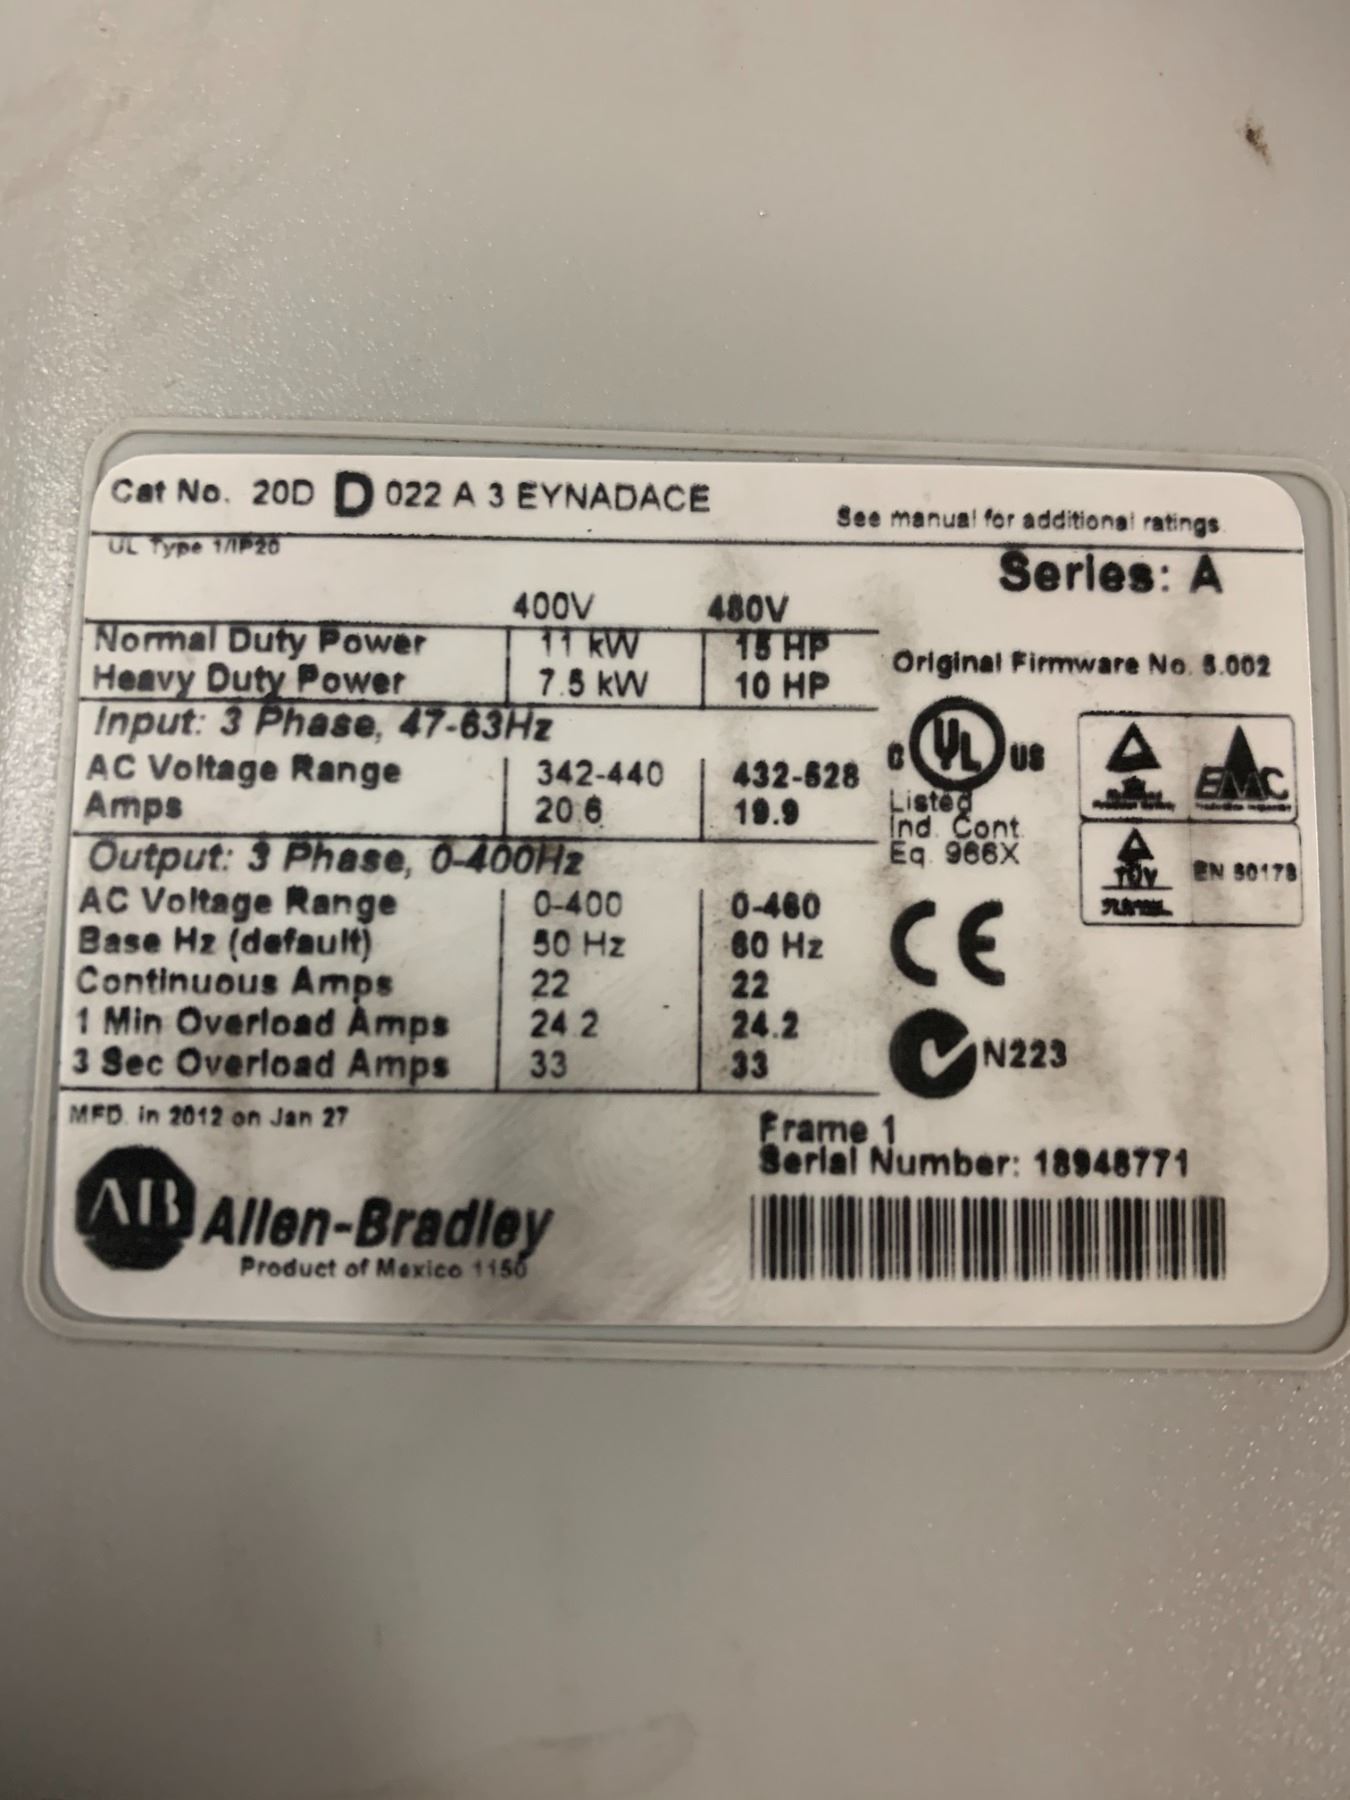 Cat No. 20D D 022 A 3 EYNADACE
See manual for additional ratings
UL Type 1/IP20
Series: A
400V 480V
Normal Duty Power 11 kW 15 HP
Heavy Duty Power 7.5 kW 10 HP
Original Firmware No. 5.002
Input: 3 Phase, 47-63Hz
AC Voltage Range 342-440 432-528
Amps 20.6 19.9
C UL US
Listed
Ind. Cont.
Eq. 966X
EMC
TÜV
EN 50178
Output: 3 Phase, 0-400Hz
AC Voltage Range 0-400 0-460
Base Hz (default) 50 Hz 60 Hz
Continuous Amps 22 22
1 Min Overload Amps 24.2 24.2
3 Sec Overload Amps 33 33
CE
N223
MFD. in 2012 on Jan 27
Frame 1
Serial Number: 18948771
AB Allen-Bradley
Product of Mexico 1150